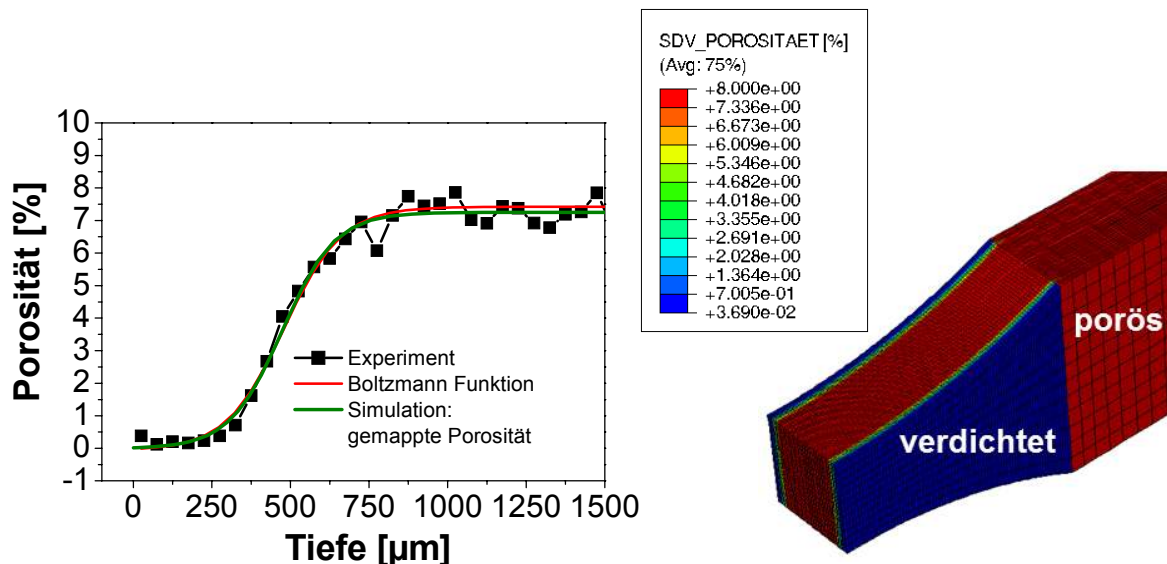 SDV_POROSITAET [%]
(Avg: 75%)
+8.000e+00
+7.336e+00
+6.673e+00
+6.009e+00
+5.346e+00
+4.682e+00
+4.018e+00
+3.355e+00
+2.691e+00
+2.028e+00
+1.364e+00
+7.005e-01
+3.690e-02
10
9
8
7
6
5
4
3
2
1
0
-1
Porosität [%]
Experiment
Boltzmann Funktion
Simulation:
gemappte Porosität
0 250 500 750 1000 1250 1500
Tiefe [µm]
porös
verdichtet